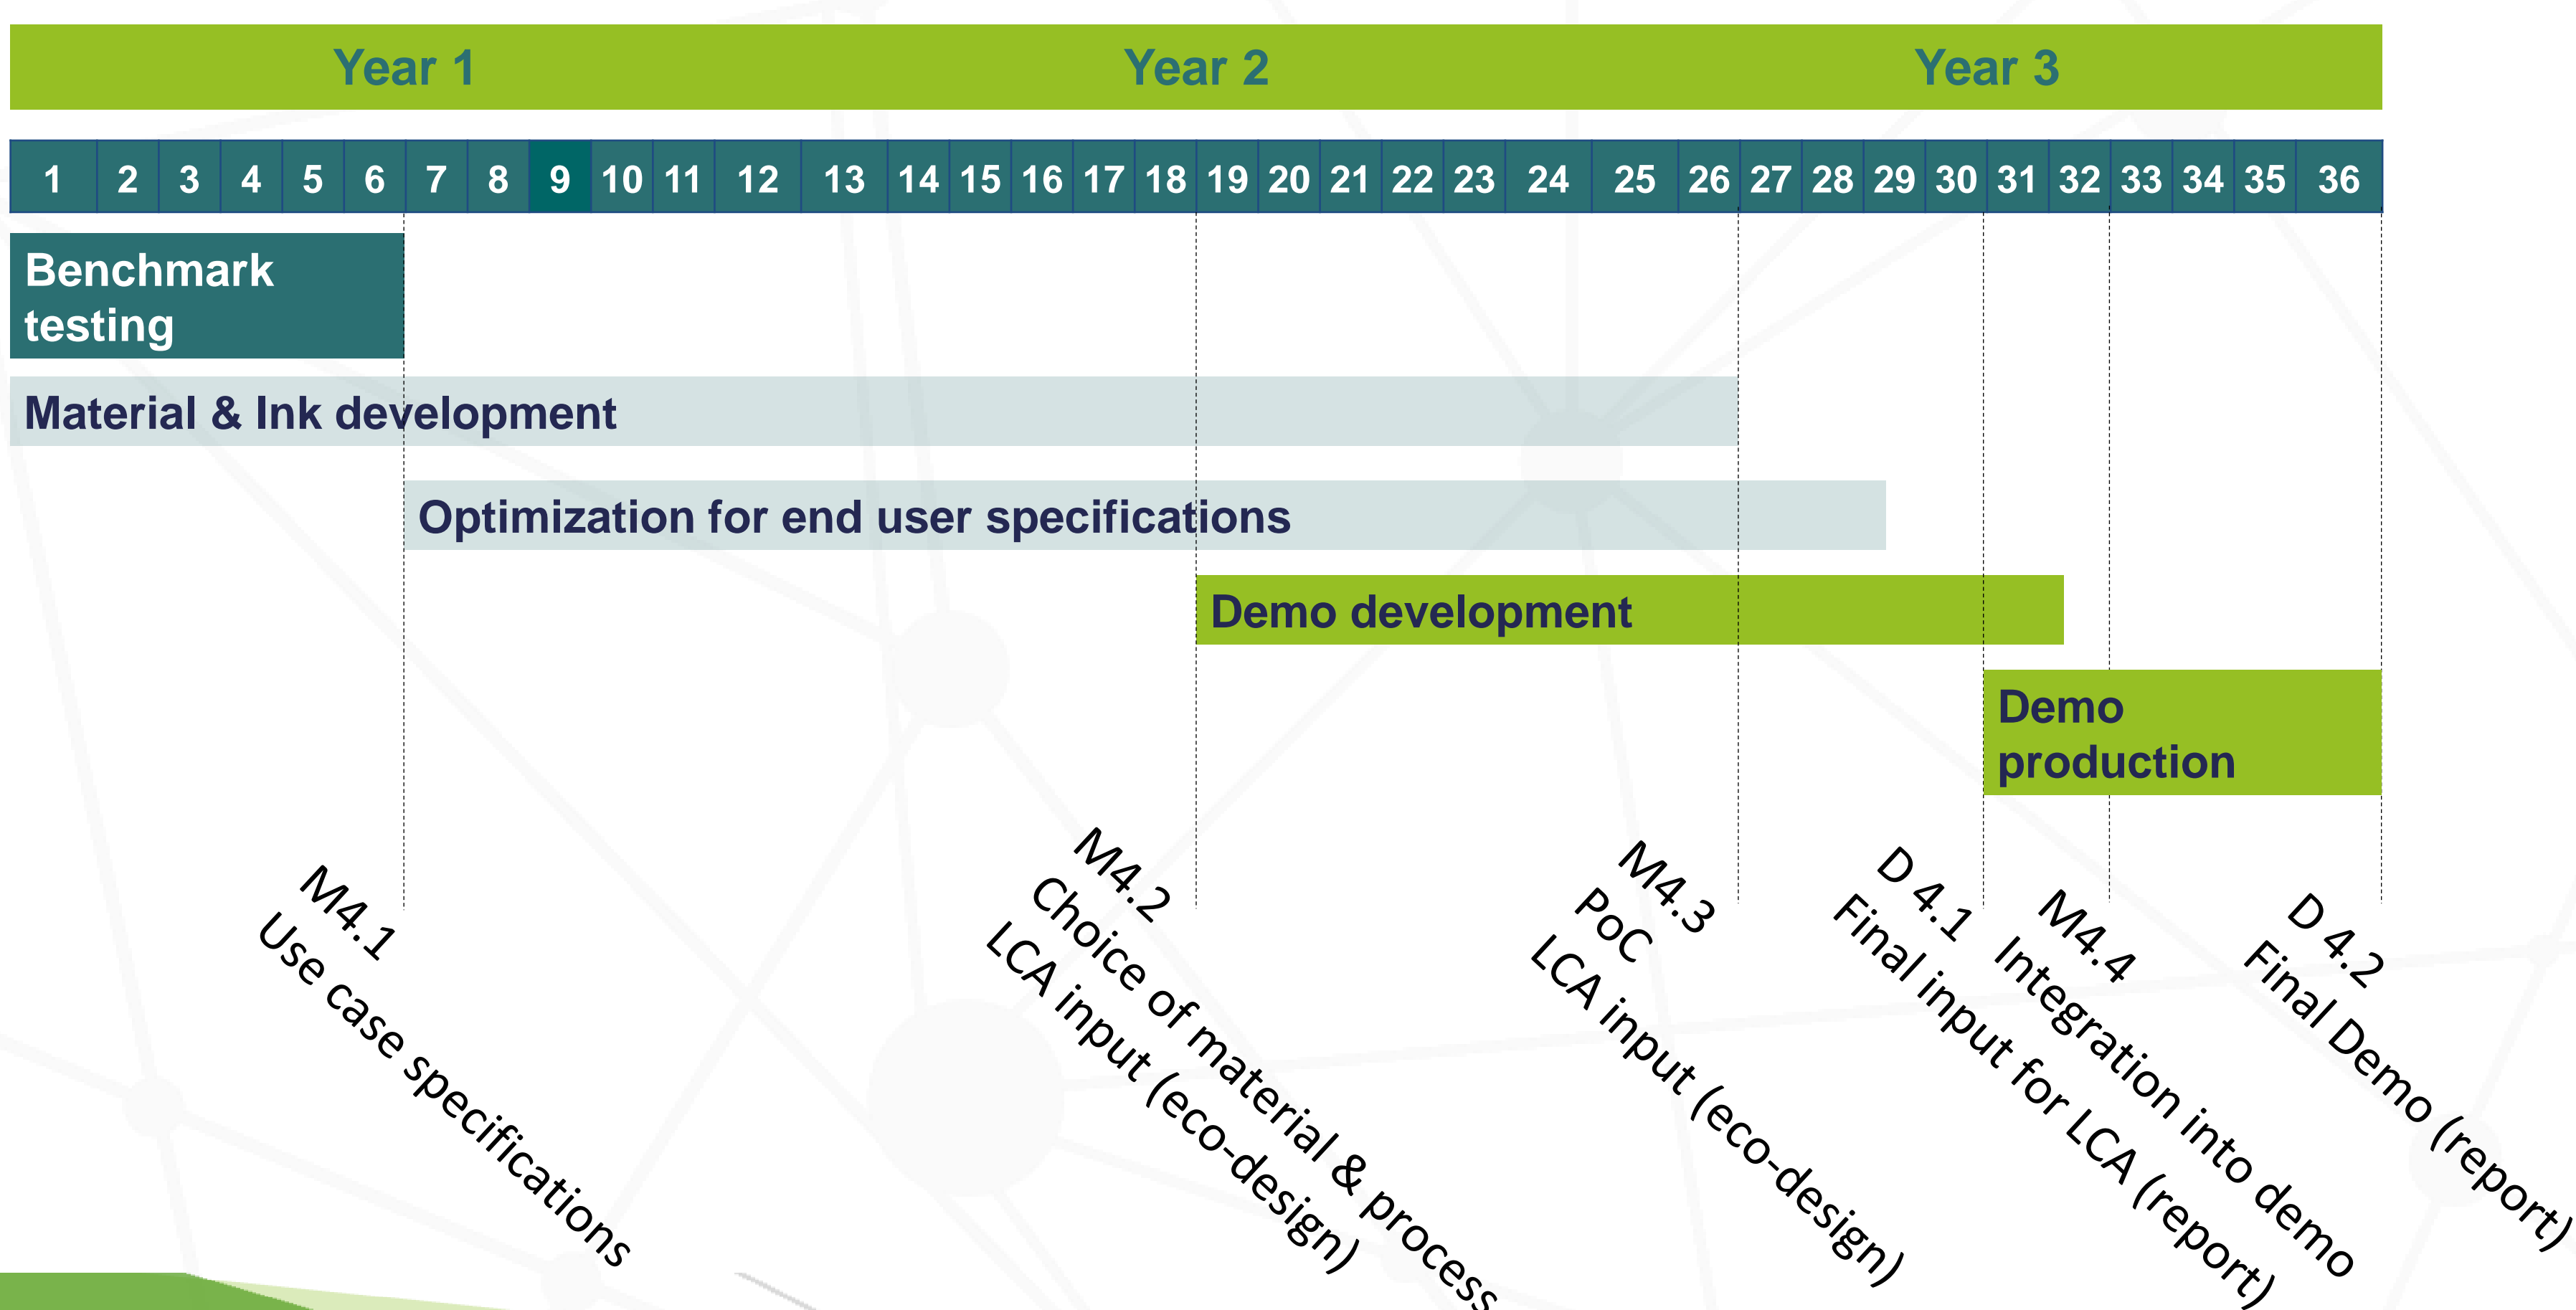 Year 1 Year 2 Year 3
1 2 3 4 5 6 7 8 9 10 11 12 13 14 15 16 17 18 19 20 21 22 23 24 25 26 27 28 29 30 31 32 33 34 35 36
Benchmark
testing
Material & Ink development
Optimization for end user specifications
Demo development
Demo
production
M4.1
Use case specifications
M4.2
Choice of material & process
LCA input (eco-design)
M4.3
PoC
LCA input (eco-design)
D 4.1
Final input for LCA (report)
M4.4
Integration into demo
D 4.2
Final Demo (report)